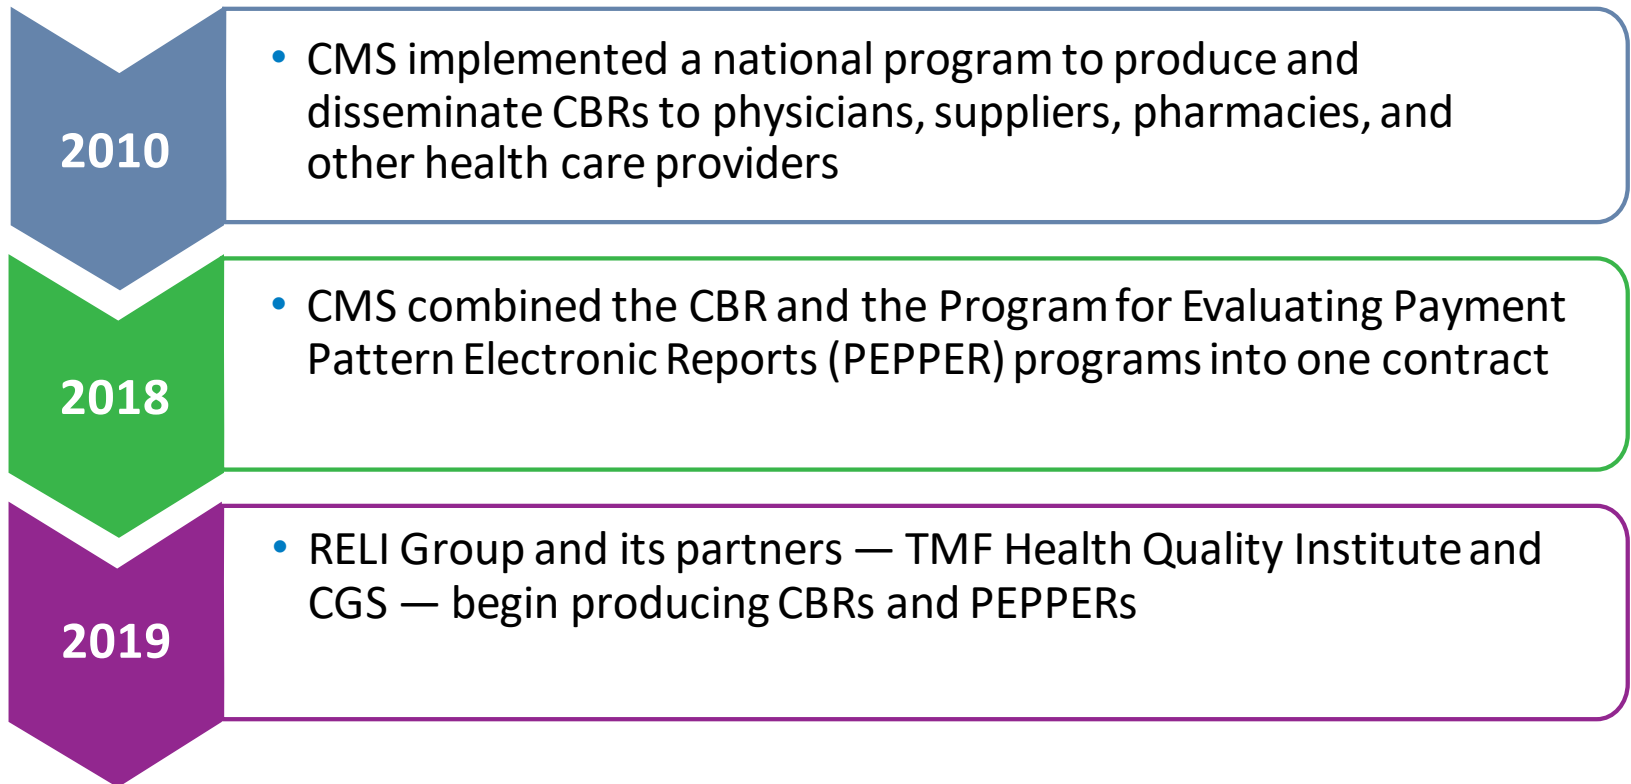 2010
• CMS implemented a national program to produce and
disseminate CBRs to physicians, suppliers, pharmacies, and
other health care providers
2018
• CMS combined the CBR and the Program for Evaluating Payment
Pattern Electronic Reports (PEPPER) programs into one contract
2019
• RELI Group and its partners — TMF Health Quality Institute and
CGS — begin producing CBRs and PEPPERs